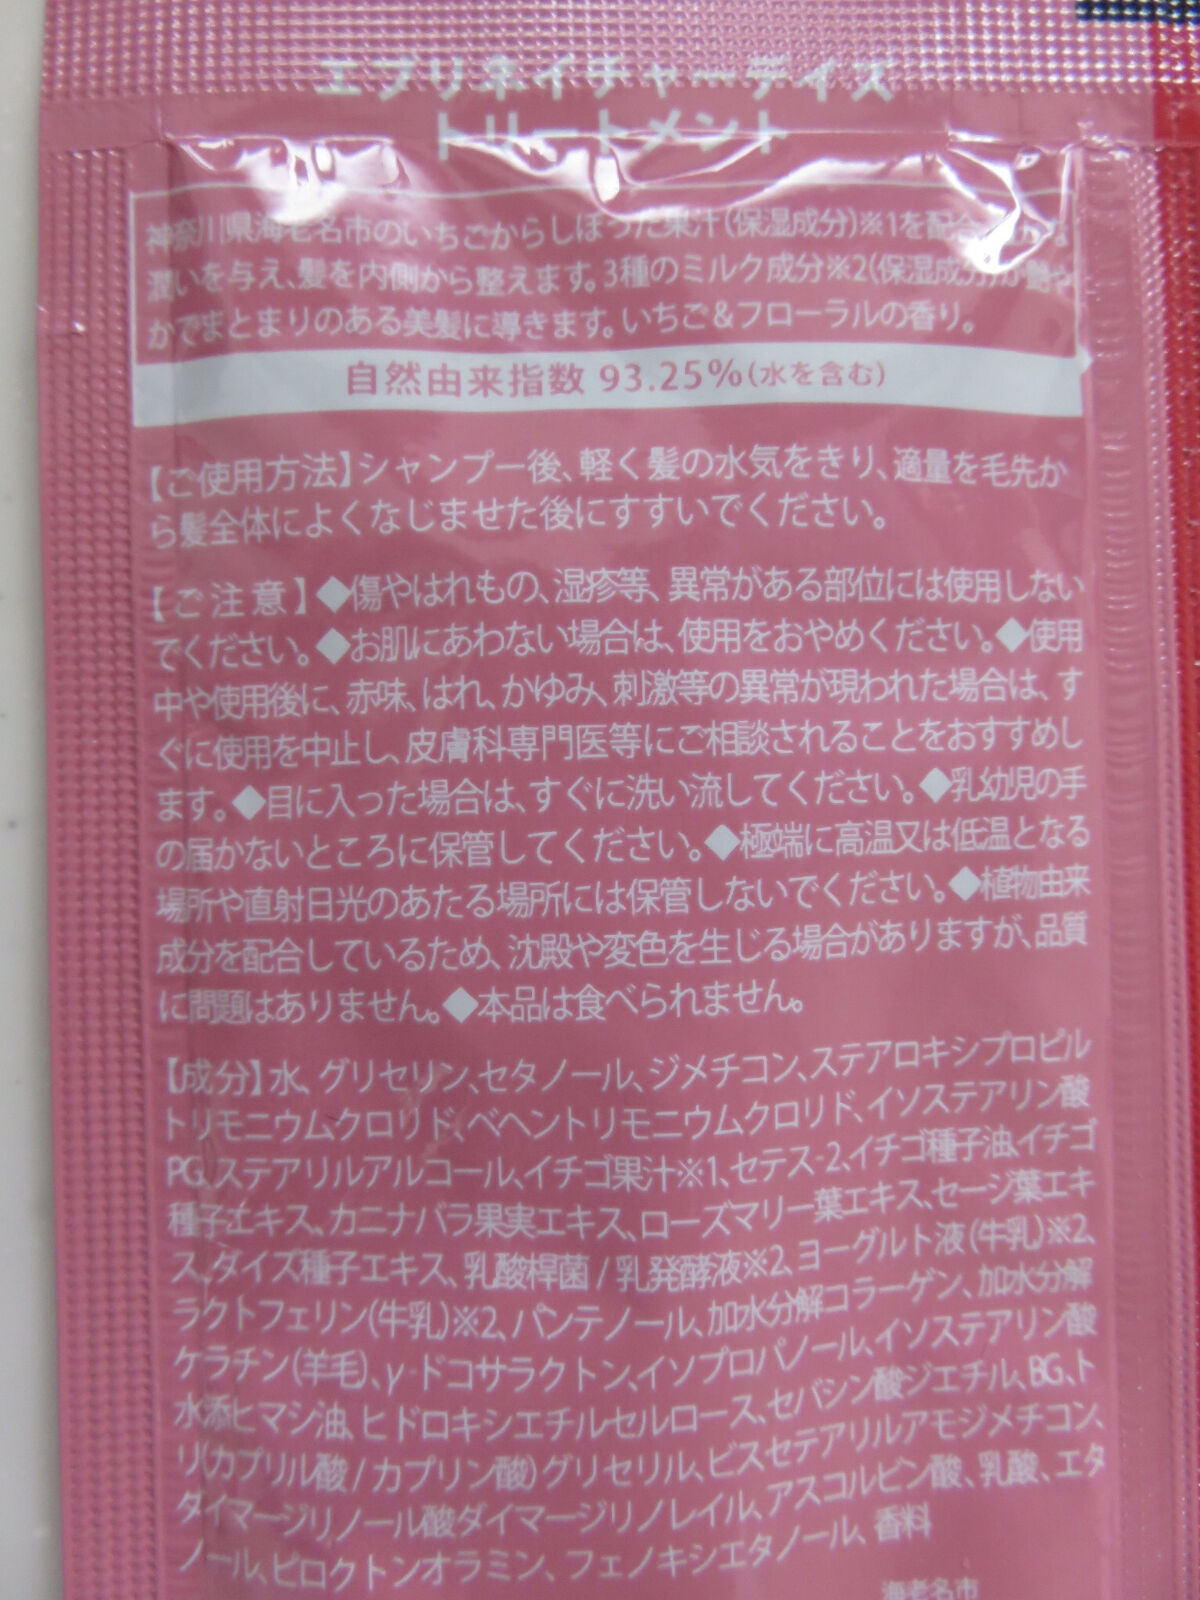 エブリネイチャーデイズ
トリートメント
神奈川県海老名市のいちごからしぼった果汁(保湿成分)※1を配合
潤いを与え、髪を内側から整えます。3種のミルク成分※2(保湿成分)が艶や
かでまとまりのある美髪に導きます。いちご&フローラルの香り。
自然由来指数 93.25%(水を含む)
【ご使用方法】シャンプー後、軽く髪の水気をきり、適量を毛先か
ら髪全体によくなじませた後にすすいでください。
【ご注意】◆傷やはれもの、湿疹等、異常がある部位には使用しない
でください。◆お肌にあわない場合は、使用をおやめください。◆使用
中や使用後に、赤味、はれ、かゆみ、刺激等の異常が現われた場合は、す
ぐに使用を中止し、皮膚科専門医等にご相談されることをおすすめし
ます。◆目に入った場合は、すぐに洗い流してください。◆乳幼児の手
の届かないところに保管してください。◆極端に高温又は低温となる
場所や直射日光のあたる場所には保管しないでください。◆植物由来
成分を配合しているため、沈殿や変色を生じる場合がありますが、品質
に問題はありません。◆本品は食べられません。
【成分】水、グリセリン、セタノール、ジメチコン、ステアロキシプロピル
トリモニウムクロリド、ベヘントリモニウムクロリド、イソステアリン酸
PG、ステアリルアルコール、イチゴ果汁※1、セテス-2、イチゴ種子油、イチゴ
種子エキス、カニナバラ果実エキス、ローズマリー葉エキス、セージ葉エキ
ス、ダイズ種子エキス、乳酸桿菌/乳発酵液※2、ヨーグルト液(牛乳)※2、
ラクトフェリン(牛乳)※2、パンテノール、加水分解コラーゲン、加水分解
ケラチン(羊毛)、γ-ドコサラクトン、イソプロパノール、イソステアリン酸
水添ヒマシ油、ヒドロキシエチルセルロース、セバシン酸ジエチル、BG、ト
リ(カプリル酸/カプリン酸)グリセリル、ビスセテアリルアモジメチコン、
ダイマージリノール酸ダイマージリノレイル、アスコルビン酸、乳酸、エタ
ノール、ピロクトンオラミン、フェノキシエタノール、香料
海老名市